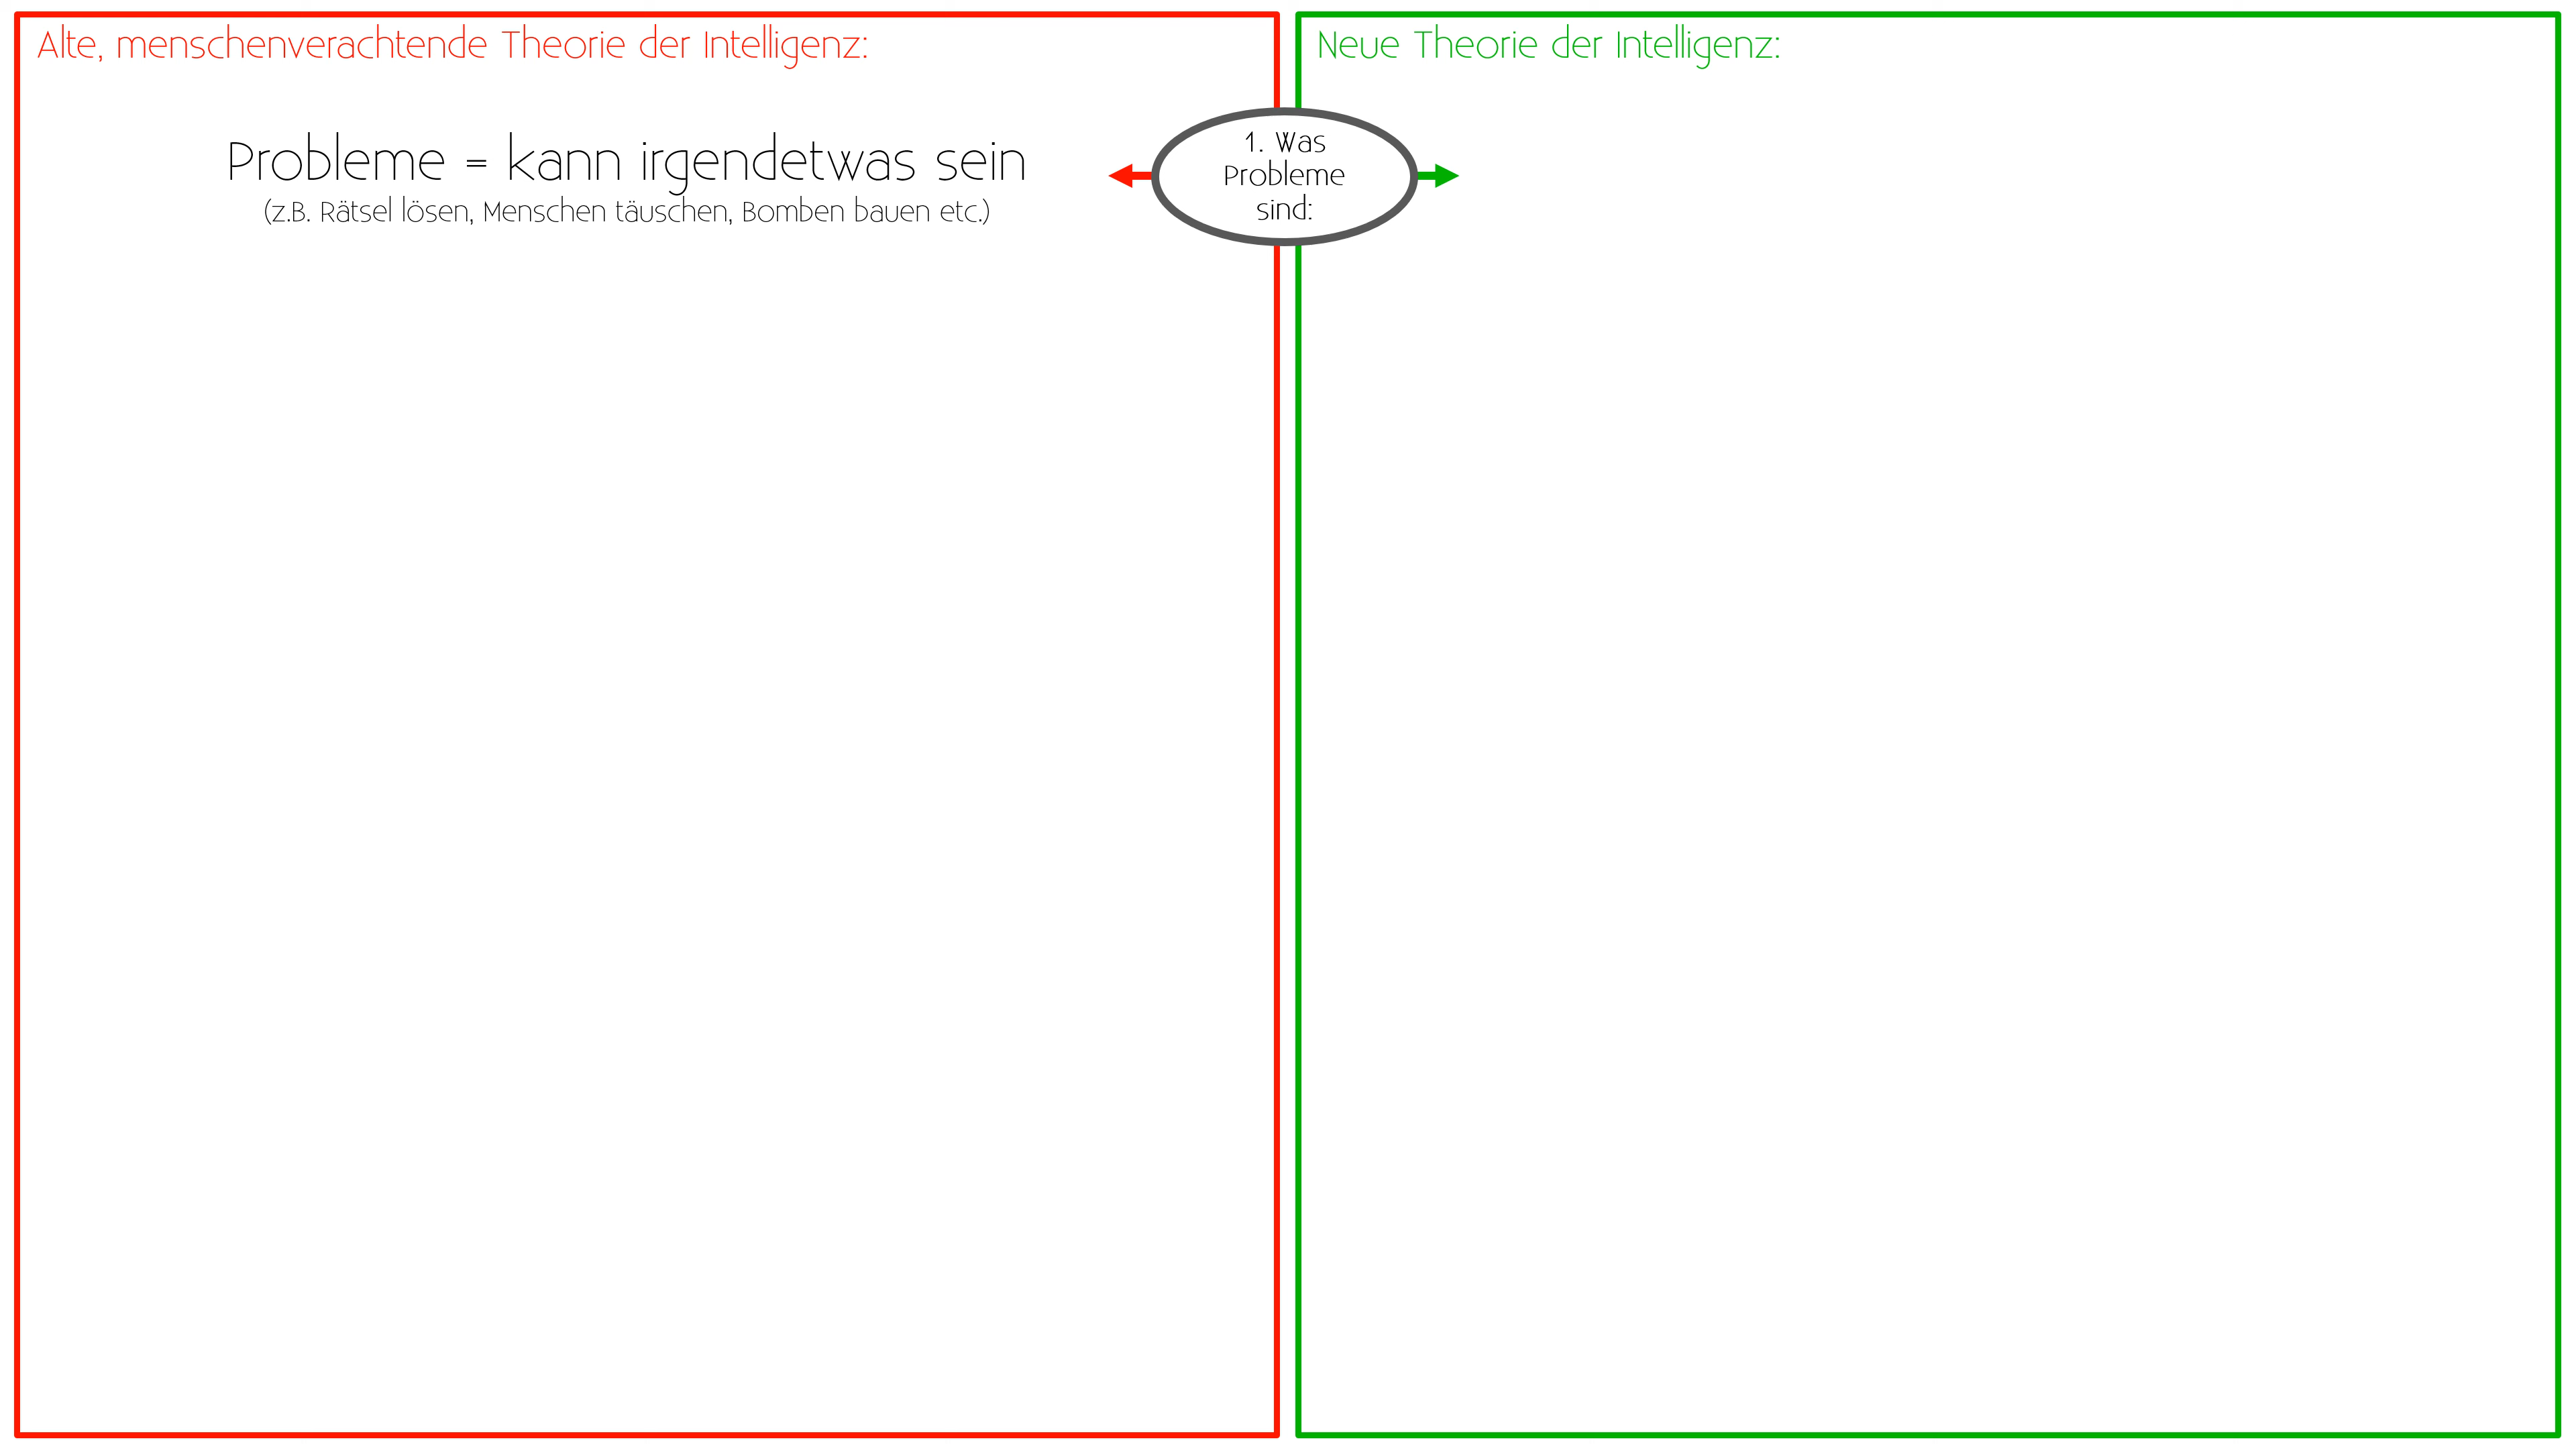 Alte, menschenverachtende Theorie der Intelligenz:
Probleme = kann irgendetwas sein
(z.B. Rätsel lösen, Menschen täuschen, Bomben bauen etc.)
1. Was
Probleme
sind:
Neue Theorie der Intelligenz: